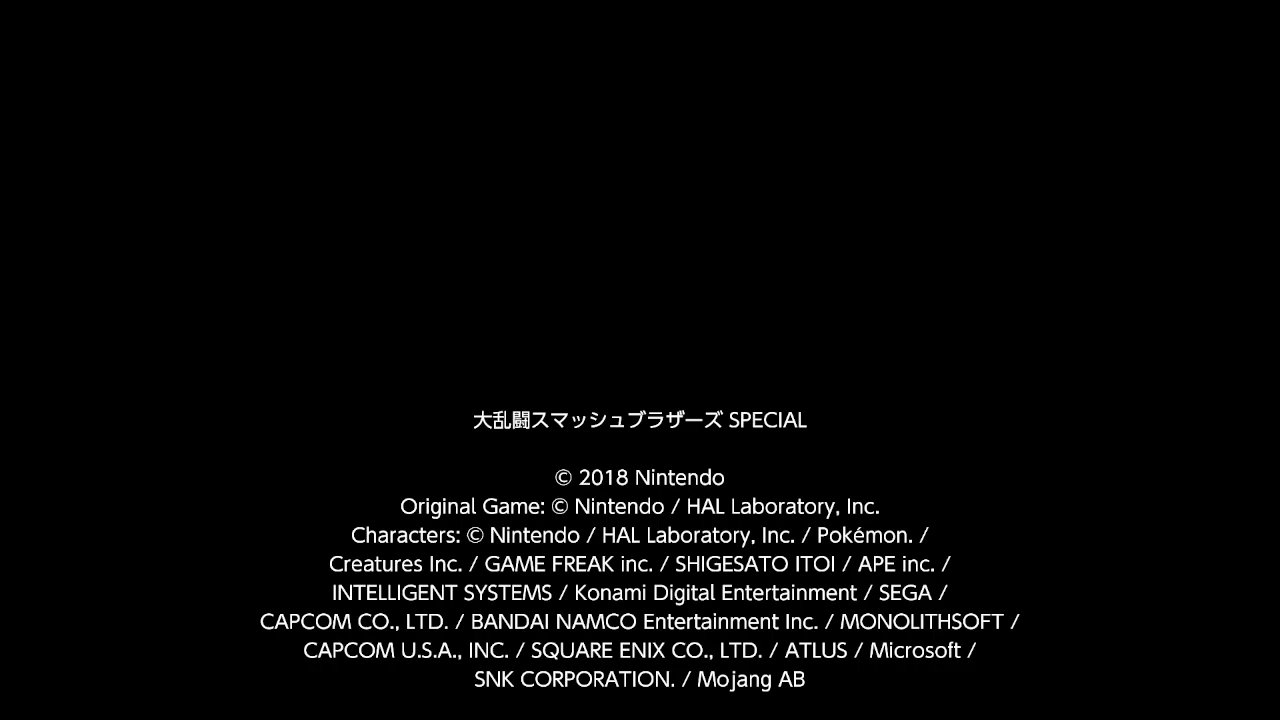 大乱闘スマッシュブラザーズ SPECIAL
© 2018 Nintendo
Original Game: © Nintendo / HAL Laboratory, Inc.
Characters: © Nintendo / HAL Laboratory, Inc. / Pokémon. /
Creatures Inc. / GAME FREAK inc. / SHIGESATO ITOI / APE inc. /
INTELLIGENT SYSTEMS / Konami Digital Entertainment / SEGA /
CAPCOM CO., LTD. / BANDAI NAMCO Entertainment Inc. / MONOLITHSOFT /
CAPCOM U.S.A., INC. / SQUARE ENIX CO., LTD. / ATLUS / Microsoft /
SNK CORPORATION. / Mojang AB